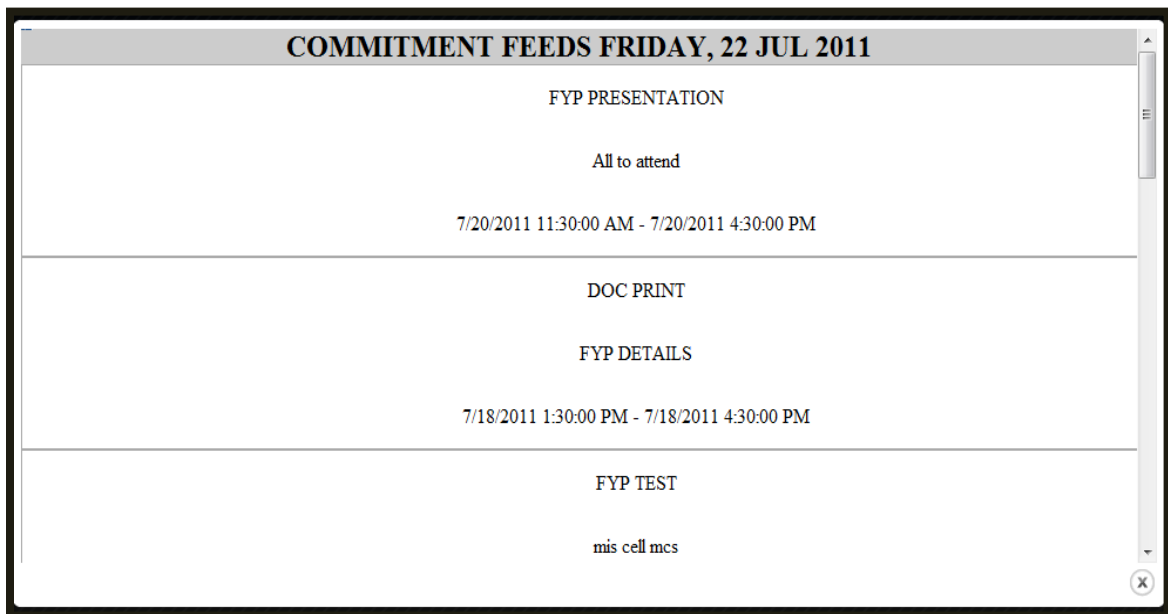 COMMITMENT FEEDS FRIDAY, 22 JUL 2011
FYP PRESENTATION
All to attend
7/20/2011 11:30:00 AM - 7/20/2011 4:30:00 PM
DOC PRINT
FYP DETAILS
7/18/2011 1:30:00 PM - 7/18/2011 4:30:00 PM
FYP TEST
mis cell mcs